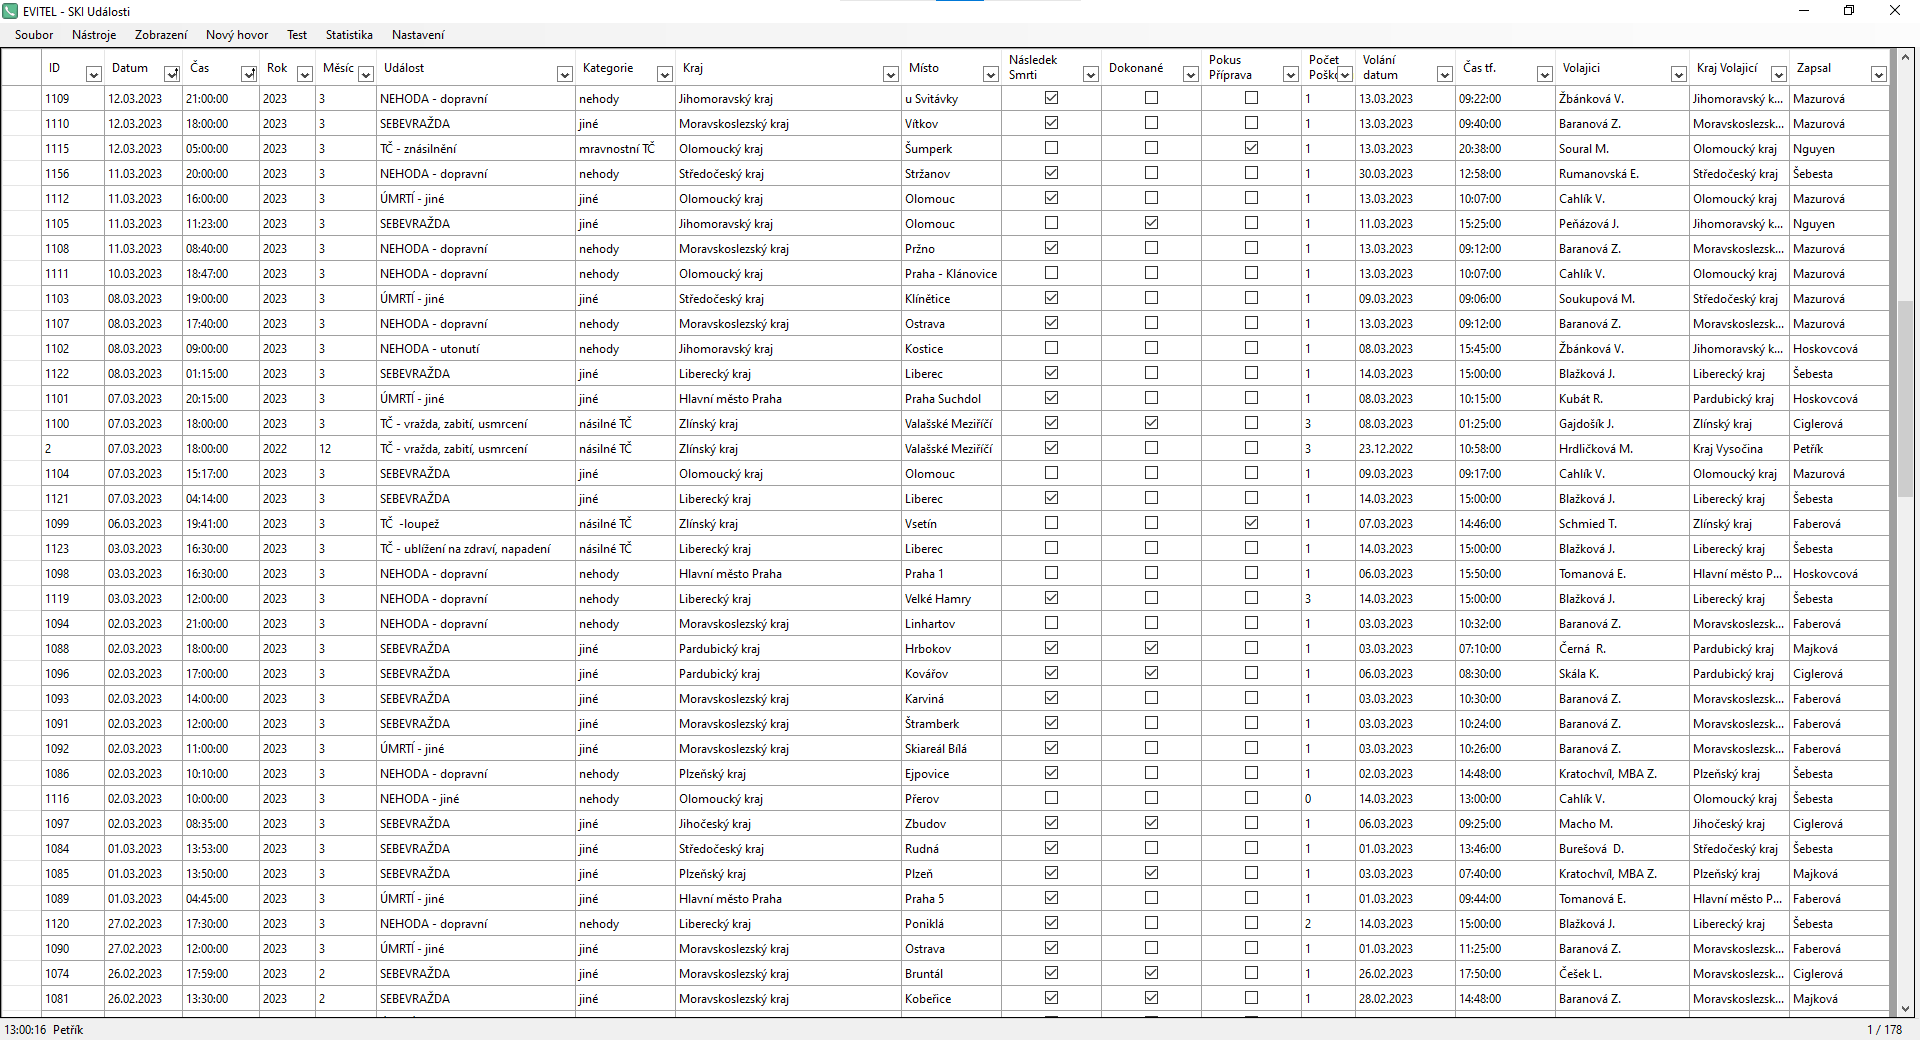 EVITEL - SKI Události
Soubor Nástroje Zobrazení Nový hovor Test Statistika Nastavení
ID Datum Čas Rok Měsíc Událost Kategorie Kraj Místo Následek Smrti Dokonané Pokus Příprava Počet Poško Volání datum Čas tf. Volajici Kraj Volajicí Zapsal
1109 12.03.2023 21:00:00 2023 3 NEHODA - dopravní nehody Jihomoravský kraj u Svitávky 1 13.03.2023 09:22:00 Žbánková V. Jihomoravský k... Mazurová
1110 12.03.2023 18:00:00 2023 3 SEBEVRAŽDA jiné Moravskoslezský kraj Vítkov 1 13.03.2023 09:40:00 Baranová Z. Moravskoslezsk... Mazurová
1115 12.03.2023 05:00:00 2023 3 TČ - znásilnění mravnostní TČ Olomoucký kraj Šumperk 1 13.03.2023 20:38:00 Soural M. Olomoucký kraj Nguyen
1156 11.03.2023 20:00:00 2023 3 NEHODA - dopravní nehody Středočeský kraj Stržanov 1 30.03.2023 12:58:00 Rumanovská E. Středočeský kraj Šebesta
1112 11.03.2023 16:00:00 2023 3 ÚMRTÍ - jiné jiné Olomoucký kraj Olomouc 1 13.03.2023 10:07:00 Cahlík V. Olomoucký kraj Mazurová
1105 11.03.2023 11:23:00 2023 3 SEBEVRAŽDA jiné Jihomoravský kraj Olomouc 1 11.03.2023 15:25:00 Peňázová J. Jihomoravský k... Nguyen
1108 11.03.2023 08:40:00 2023 3 NEHODA - dopravní nehody Moravskoslezský kraj Pržno 1 13.03.2023 09:12:00 Baranová Z. Moravskoslezsk... Mazurová
1111 10.03.2023 18:47:00 2023 3 NEHODA - dopravní nehody Olomoucký kraj Praha - Klánovice 1 13.03.2023 10:07:00 Cahlík V. Olomoucký kraj Mazurová
1103 08.03.2023 19:00:00 2023 3 ÚMRTÍ - jiné jiné Středočeský kraj Klínětice 1 09.03.2023 09:06:00 Soukupová M. Středočeský kraj Mazurová
1107 08.03.2023 17:40:00 2023 3 NEHODA - dopravní nehody Moravskoslezský kraj Ostrava 1 13.03.2023 09:12:00 Baranová Z. Moravskoslezsk... Mazurová
1102 08.03.2023 09:00:00 2023 3 NEHODA - utonutí nehody Jihomoravský kraj Kostice 1 08.03.2023 15:45:00 Žbánková V. Jihomoravský k... Hoskovcová
1122 08.03.2023 01:15:00 2023 3 SEBEVRAŽDA jiné Liberecký kraj Liberec 1 14.03.2023 15:00:00 Blažková J. Liberecký kraj Šebesta
1101 07.03.2023 20:15:00 2023 3 ÚMRTÍ - jiné jiné Hlavní město Praha Praha Suchdol 1 08.03.2023 10:15:00 Kubát R. Pardubický kraj Hoskovcová
1100 07.03.2023 18:00:00 2023 3 TČ - vražda, zabití, usmrcení násilné TČ Zlínský kraj Valašské Meziříčí 3 08.03.2023 01:25:00 Gajdošík J. Zlínský kraj Ciglerová
2 07.03.2023 18:00:00 2022 12 TČ - vražda, zabití, usmrcení násilné TČ Zlínský kraj Valašské Meziříčí 3 23.12.2022 10:58:00 Hrdličková M. Kraj Vysočina Petřík
1104 07.03.2023 15:17:00 2023 3 SEBEVRAŽDA jiné Olomoucký kraj Olomouc 1 09.03.2023 09:17:00 Cahlík V. Olomoucký kraj Mazurová
1121 07.03.2023 04:14:00 2023 3 SEBEVRAŽDA jiné Liberecký kraj Liberec 1 14.03.2023 15:00:00 Blažková J. Liberecký kraj Šebesta
1099 06.03.2023 19:41:00 2023 3 TČ -loupež násilné TČ Zlínský kraj Vsetín 1 07.03.2023 14:46:00 Schmied T. Zlínský kraj Faberová
1123 03.03.2023 16:30:00 2023 3 TČ - ublížení na zdraví, napadení násilné TČ Liberecký kraj Liberec 1 14.03.2023 15:00:00 Blažková J. Liberecký kraj Šebesta
1098 03.03.2023 16:30:00 2023 3 NEHODA - dopravní nehody Hlavní město Praha Praha 1 1 06.03.2023 15:50:00 Tomanová E. Hlavní město P... Hoskovcová
1119 03.03.2023 12:00:00 2023 3 NEHODA - dopravní nehody Liberecký kraj Velké Hamry 3 14.03.2023 15:00:00 Blažková J. Liberecký kraj Šebesta
1094 02.03.2023 21:00:00 2023 3 NEHODA - dopravní nehody Moravskoslezský kraj Linhartov 1 03.03.2023 10:32:00 Baranová Z. Moravskoslezsk... Faberová
1088 02.03.2023 18:00:00 2023 3 SEBEVRAŽDA jiné Pardubický kraj Hrbokov 1 03.03.2023 07:10:00 Černá R. Pardubický kraj Majková
1096 02.03.2023 17:00:00 2023 3 SEBEVRAŽDA jiné Pardubický kraj Kovářov 1 06.03.2023 08:30:00 Skála K. Pardubický kraj Ciglerová
1093 02.03.2023 14:00:00 2023 3 SEBEVRAŽDA jiné Moravskoslezský kraj Karviná 1 03.03.2023 10:30:00 Baranová Z. Moravskoslezsk... Faberová
1091 02.03.2023 12:00:00 2023 3 SEBEVRAŽDA jiné Moravskoslezský kraj Štramberk 1 03.03.2023 10:24:00 Baranová Z. Moravskoslezsk... Faberová
1092 02.03.2023 11:00:00 2023 3 ÚMRTÍ - jiné jiné Moravskoslezský kraj Skiareál Bílá 1 03.03.2023 10:26:00 Baranová Z. Moravskoslezsk... Faberová
1086 02.03.2023 10:10:00 2023 3 NEHODA - dopravní nehody Plzeňský kraj Ejpovice 1 02.03.2023 14:48:00 Kratochvíl, MBA Z. Plzeňský kraj Šebesta
1116 02.03.2023 10:00:00 2023 3 NEHODA - jiné nehody Olomoucký kraj Přerov 0 14.03.2023 13:00:00 Cahlík V. Olomoucký kraj Šebesta
1097 02.03.2023 08:35:00 2023 3 SEBEVRAŽDA jiné Jihočeský kraj Zbudov 1 06.03.2023 09:25:00 Macho M. Jihočeský kraj Ciglerová
1084 01.03.2023 13:53:00 2023 3 SEBEVRAŽDA jiné Středočeský kraj Rudná 1 01.03.2023 13:46:00 Burešová D. Středočeský kraj Šebesta
1085 01.03.2023 13:50:00 2023 3 SEBEVRAŽDA jiné Plzeňský kraj Plzeň 1 03.03.2023 07:40:00 Kratochvíl, MBA Z. Plzeňský kraj Majková
1089 01.03.2023 04:45:00 2023 3 ÚMRTÍ - jiné jiné Hlavní město Praha Praha 5 1 01.03.2023 09:44:00 Tomanová E. Hlavní město P... Faberová
1120 27.02.2023 17:30:00 2023 3 NEHODA - dopravní nehody Liberecký kraj Poniklá 2 14.03.2023 15:00:00 Blažková J. Liberecký kraj Šebesta
1090 27.02.2023 12:00:00 2023 3 ÚMRTÍ - jiné jiné Moravskoslezský kraj Ostrava 1 01.03.2023 11:25:00 Baranová Z. Moravskoslezsk... Faberová
1074 26.02.2023 17:59:00 2023 2 SEBEVRAŽDA jiné Moravskoslezský kraj Bruntál 1 26.02.2023 17:50:00 Češek L. Moravskoslezsk... Ciglerová
1081 26.02.2023 13:30:00 2023 2 SEBEVRAŽDA jiné Moravskoslezský kraj Kobeřice 1 28.02.2023 14:48:00 Baranová Z. Moravskoslezsk... Majková
13:00:16 Petřík 1 / 178